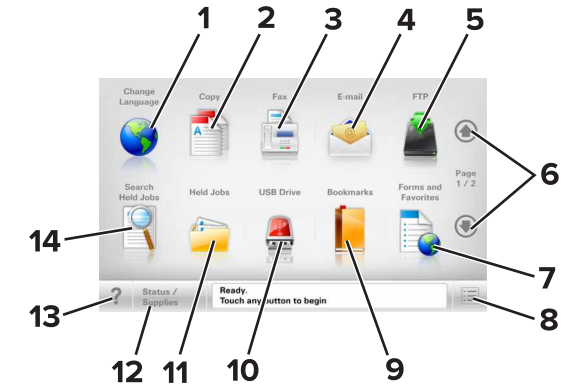 1 2 3 4 5
Change
Language
Copy
Fax
E-mail
FTP
A
@
6
Page
1 / 2
Search
Held Jobs
Held Jobs
USB Drive
Bookmarks
Forms and
Favorites
14
7
?
Status /
Supplies
Ready.
Touch any button to begin
8
13
12
11
10
9